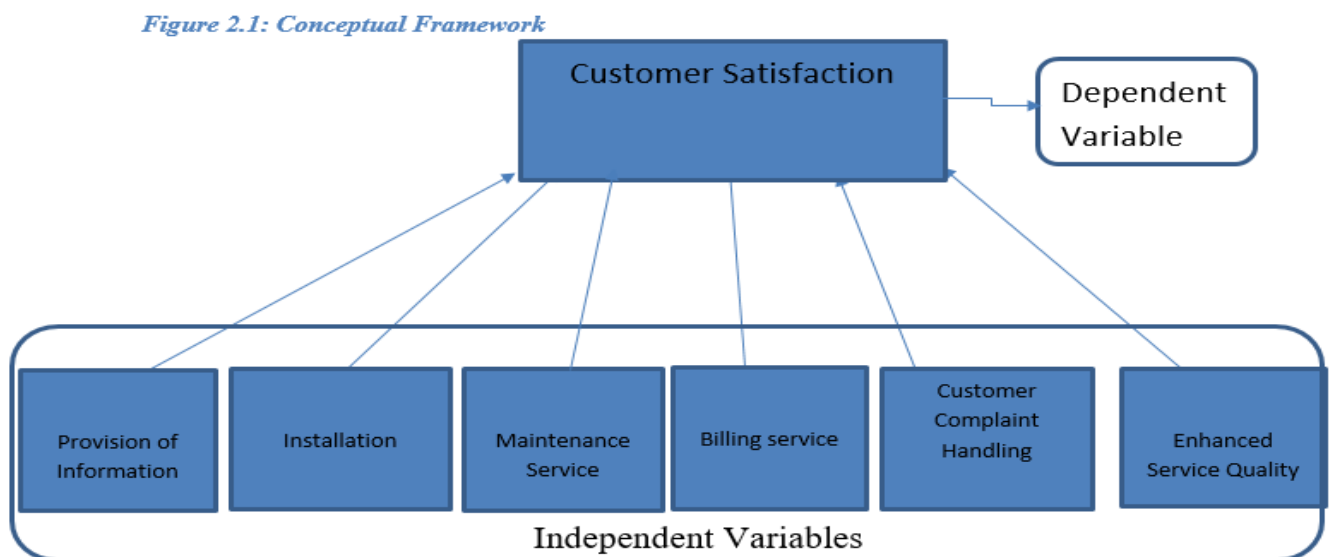 Figure 2.1: Conceptual Framework
Customer Satisfaction
Dependent
Variable
Provision of
Information
Installation
Maintenance
Service
Billing service
Customer
Complaint
Handling
Enhanced
Service Quality
Independent Variables